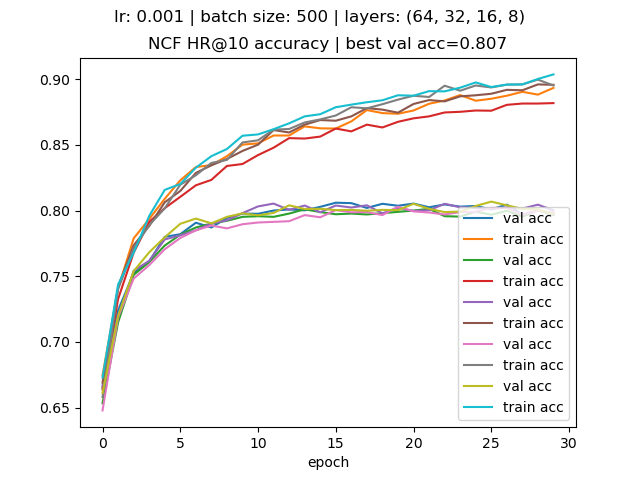 lr: 0.001 | batch size: 500 | layers: (64, 32, 16, 8)
NCF HR@10 accuracy | best val acc=0.807
0.90
0.85
0.80
0.75
0.70
0.65
val acc
train acc
val acc
train acc
val acc
train acc
val acc
train acc
val acc
train acc
0 5 10 15 20 25 30
epoch